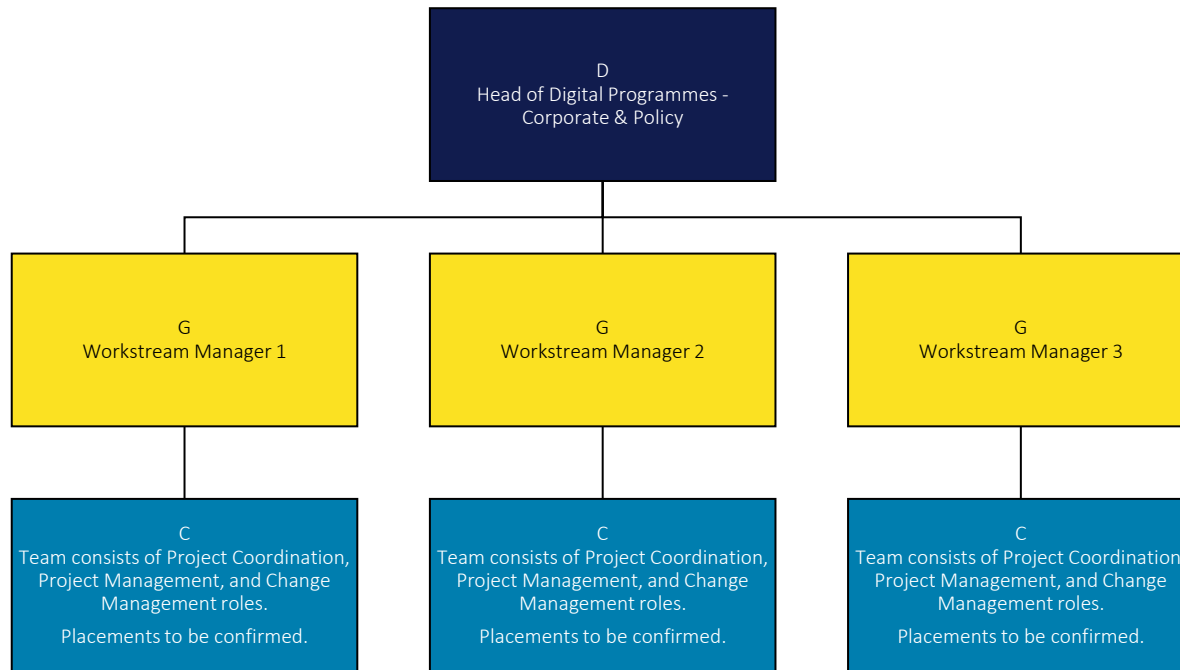 D
Head of Digital Programmes -
Corporate & Policy
G
Workstream Manager 1
G
Workstream Manager 2
G
Workstream Manager 3
C
Team consists of Project Coordination,
Project Management, and Change
Management roles.
Placements to be confirmed.
C
Team consists of Project Coordination,
Project Management, and Change
Management roles.
Placements to be confirmed.
C
Team consists of Project Coordination,
Project Management, and Change
Management roles.
Placements to be confirmed.